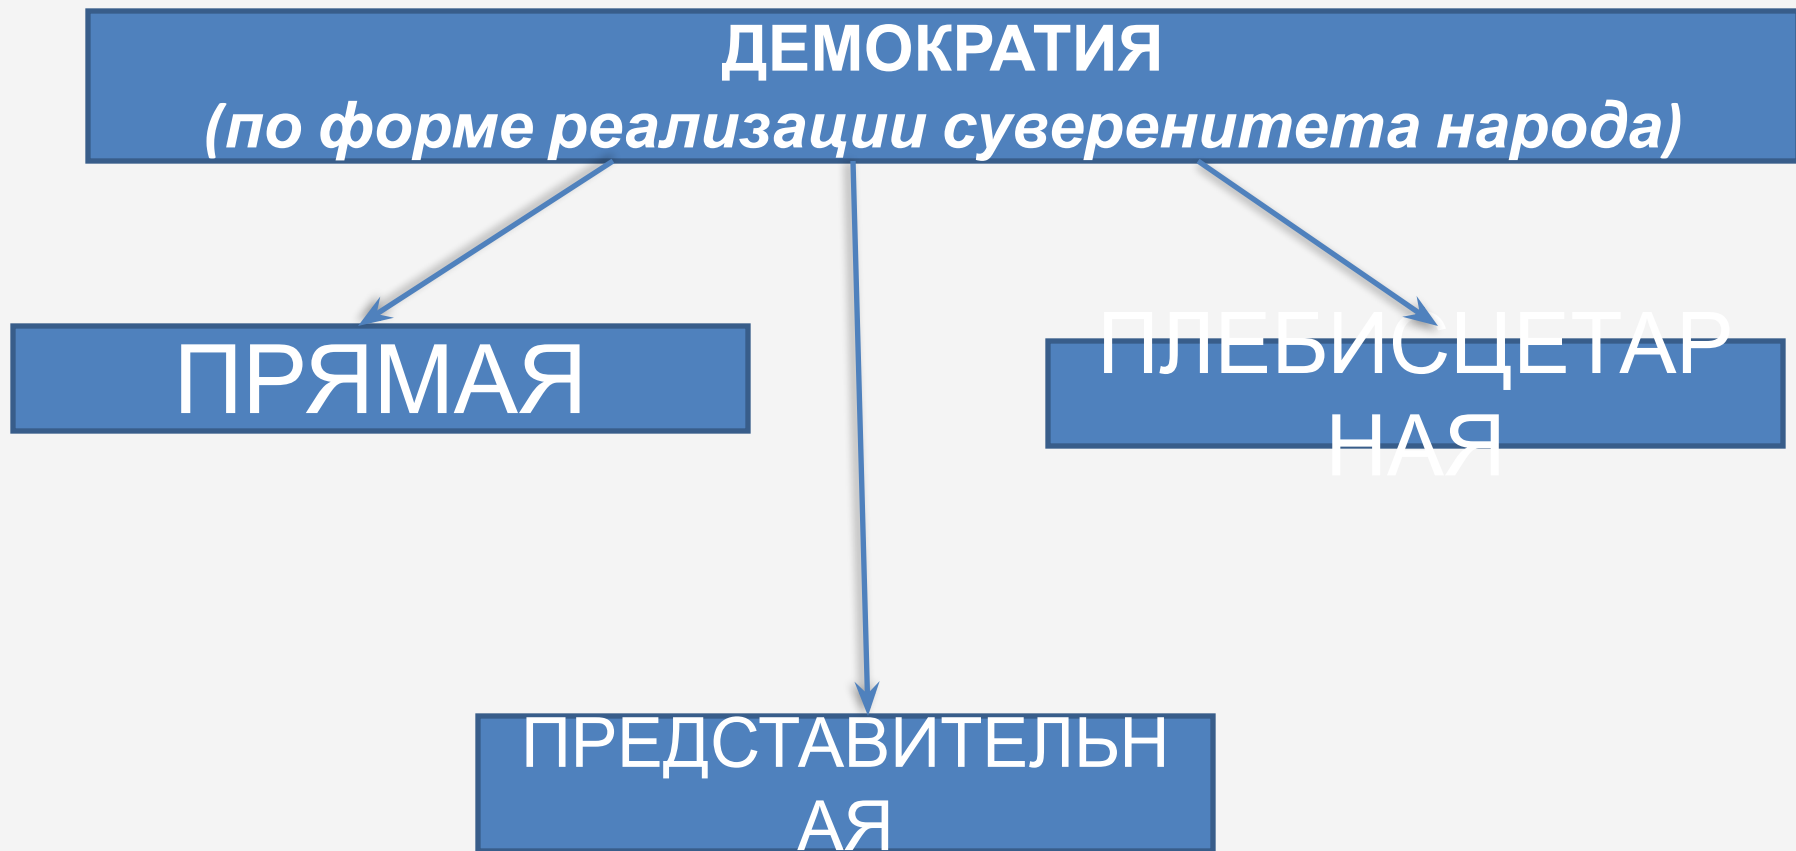 ДЕМОКРАТИЯ
(по форме реализации суверенитета народа)
ПРЯМАЯ
ПЛЕБИСЦЕТАР
НАЯ
ПРЕДСТАВИТЕЛЬН
АЯ